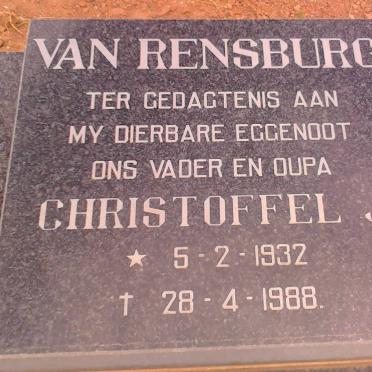 VAN RENSBURG
TER GEDAGTENIS AAN
MY DIERBARE EGGENOOT
ONS VADER EN OUPA
CHRISTOFFEL J
★ 5-2-1932
† 28-4-1988.